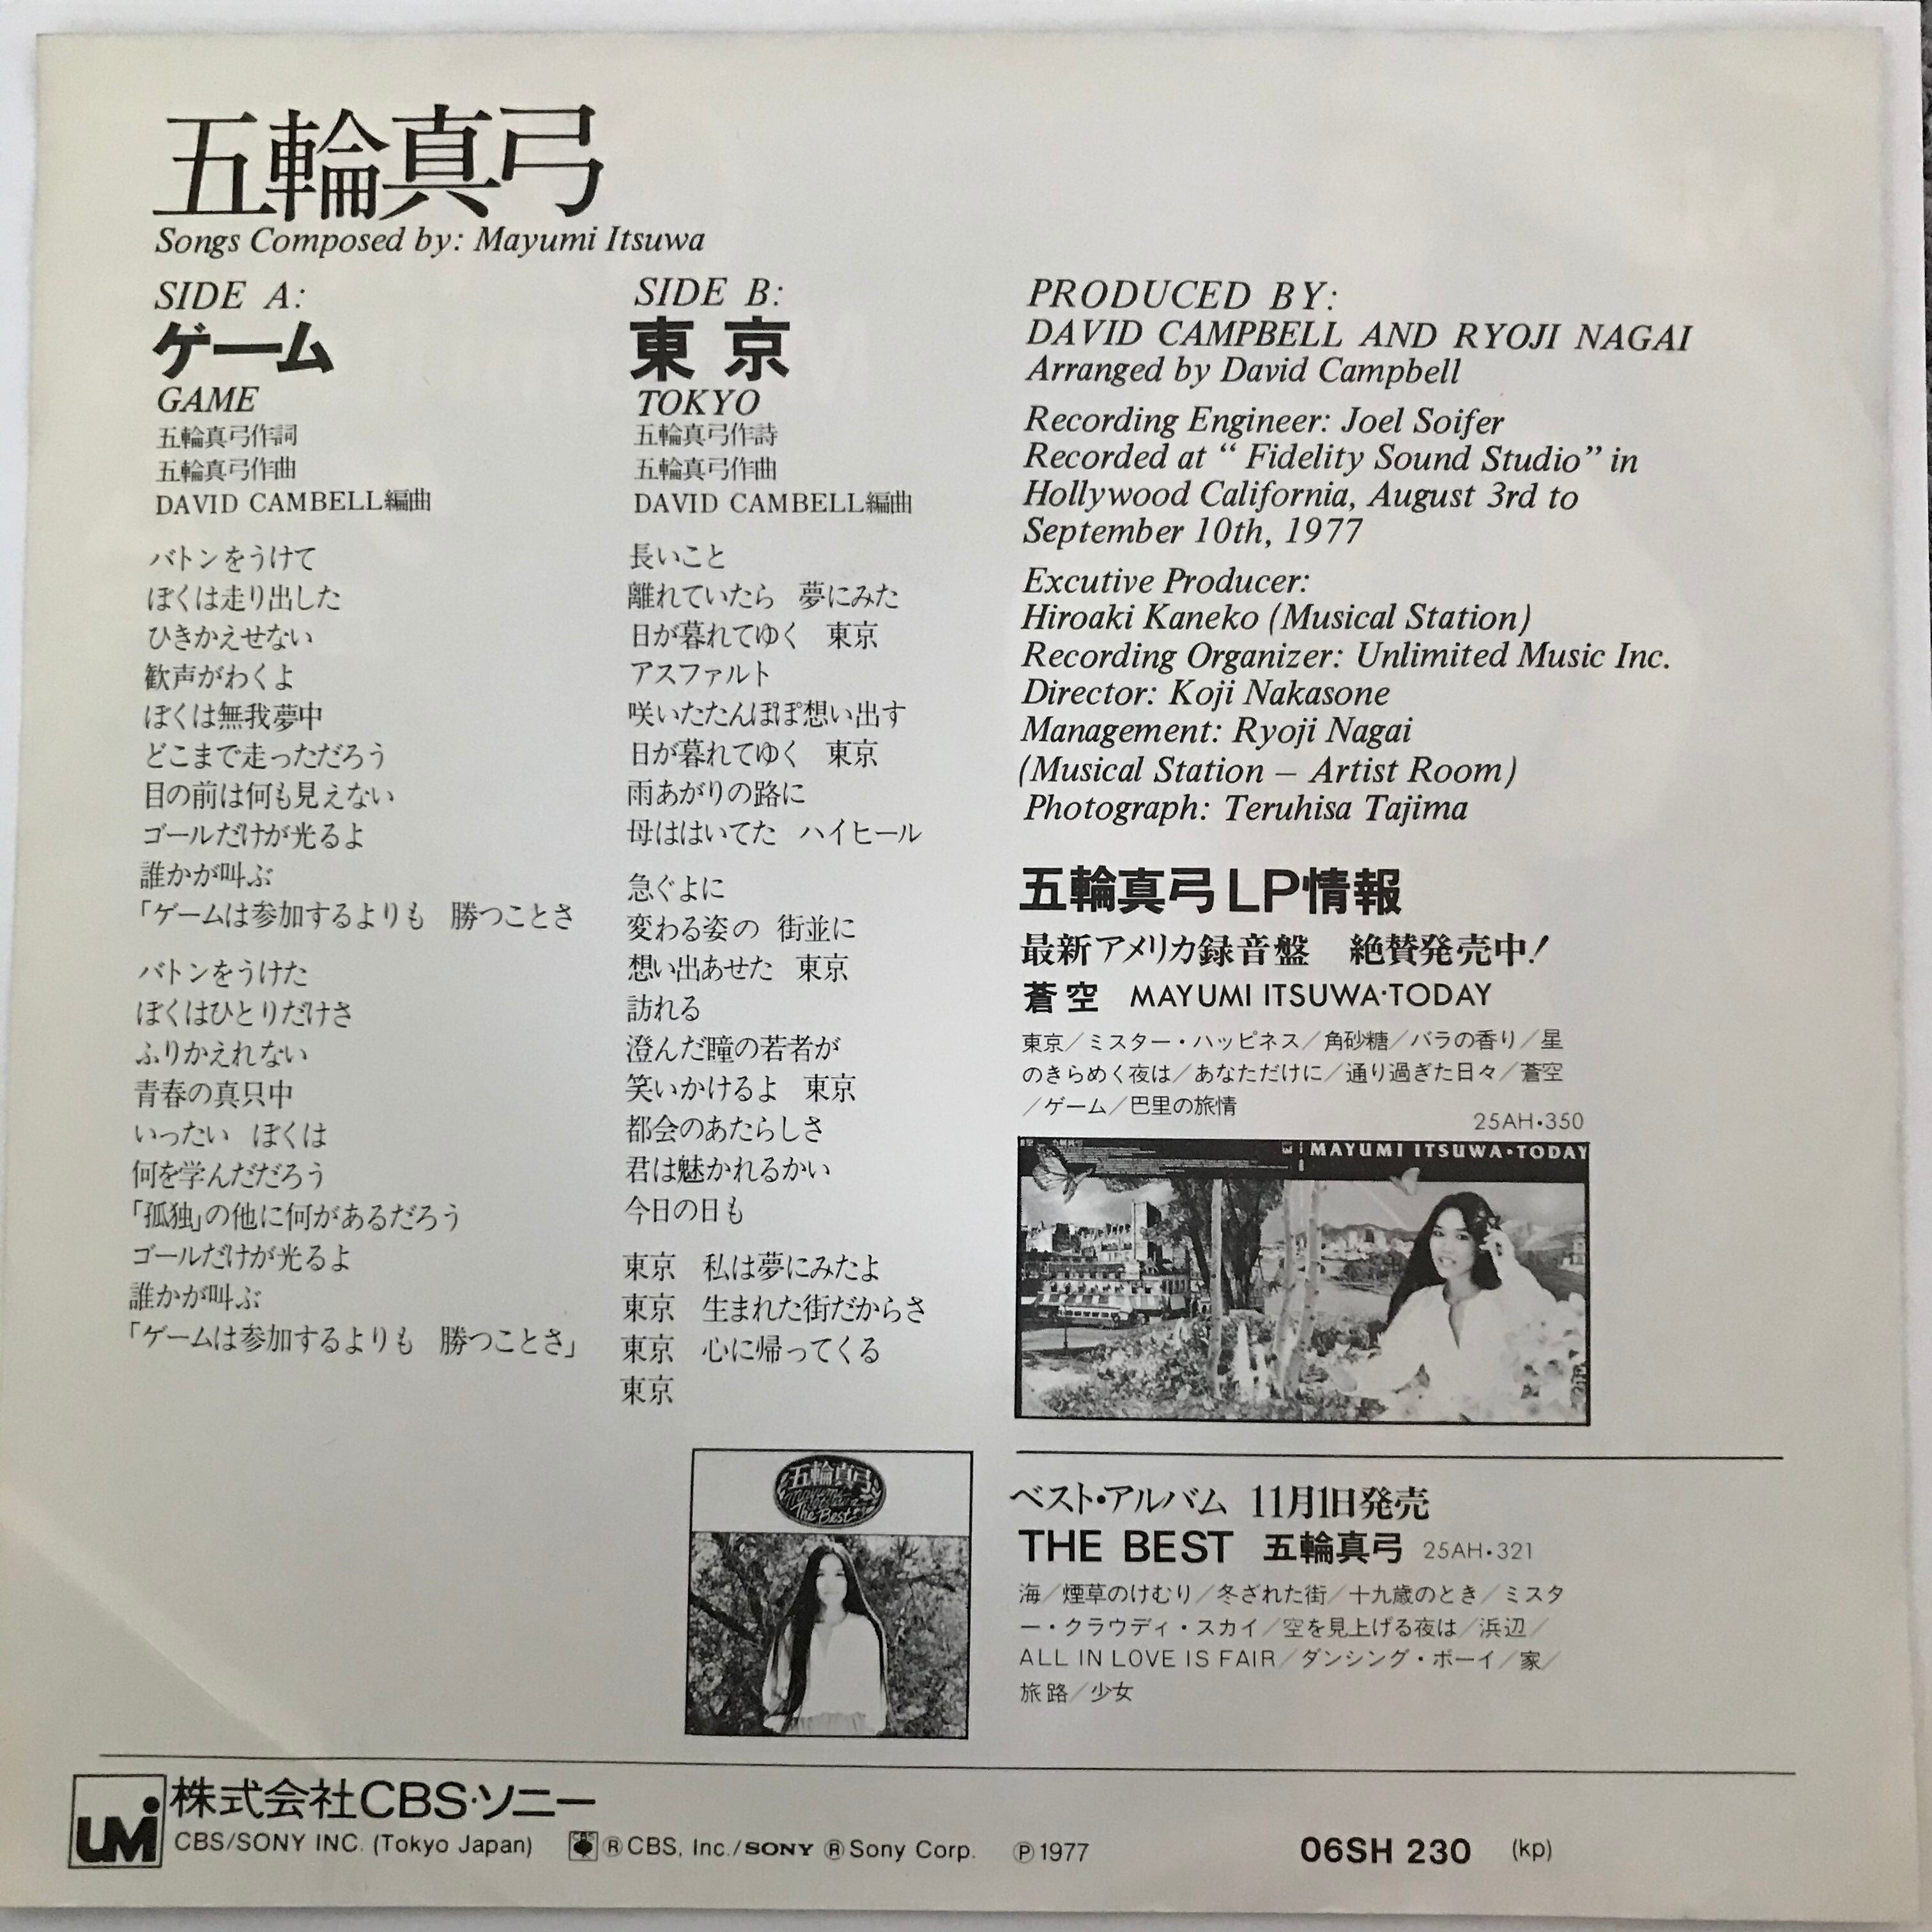 五輪真弓
Songs Composed by: Mayumi Itsuwa
SIDE A:
ゲーム
GAME
五輪真弓作詞
五輪真弓作曲
DAVID CAMBELL編曲
バトンをうけて
ぼくは走り出した
ひきかえせない
歓声がわくよ
ぼくは無我夢中
どこまで走っただろう
目の前は何も見えない
ゴールだけが光るよ
誰かが叫ぶ
「ゲームは参加するよりも　勝つことさ
バトンをうけた
ぼくはひとりだけさ
ふりかえれない
青春の真只中
いったい　ぼくは
何を学んだだろう
「孤独」の他に何があるだろう
ゴールだけが光るよ
誰かが叫ぶ
「ゲームは参加するよりも　勝つことさ」
SIDE B:
東京
TOKYO
五輪真弓作詩
五輪真弓作曲
DAVID CAMBELL編曲
長いこと
離れていたら　夢にみた
日が暮れてゆく　東京
アスファルト
咲いたたんぽぽ想い出す
日が暮れてゆく　東京
雨あがりの路に
母ははいてた　ハイヒール
急ぐよに
変わる姿の　街並に
想い出あせた　東京
訪れる
澄んだ瞳の若者が
笑いかけるよ　東京
都会のあたらしさ
君は魅かれるかい
今日の日も
東京　私は夢にみたよ
東京　生まれた街だからさ
東京　心に帰ってくる
東京
PRODUCED BY:
DAVID CAMPBELL AND RYOJI NAGAI
Arranged by David Campbell
Recording Engineer: Joel Soifer
Recorded at “ Fidelity Sound Studio” in
Hollywood California, August 3rd to
September 10th, 1977
Excutive Producer:
Hiroaki Kaneko (Musical Station)
Recording Organizer: Unlimited Music Inc.
Director: Koji Nakasone
Management: Ryoji Nagai
(Musical Station – Artist Room)
Photograph: Teruhisa Tajima
五輪真弓LP情報
最新アメリカ録音盤　絶賛発売中!
蒼空　MAYUMI ITSUWA·TODAY
東京／ミスター・ハッピネス／角砂糖／バラの香り／星
のきらめく夜は／あなただけに／通り過ぎた日々／蒼空
／ゲーム／巴里の旅情
25AH・350
MAYUMI ITSUWA・TODAY
五輪真弓
The Best
ベスト・アルバム　11月1日発売
THE BEST　五輪真弓　25AH・321
海／煙草のけむり／冬ざれた街／十九歳のとき／ミスタ
ー・クラウディ・スカイ／空を見上げる夜は／浜辺／
ALL IN LOVE IS FAIR／ダンシング・ボーイ／家／
旅路／少女
UMI 株式会社CBS・ソニー
CBS/SONY INC. (Tokyo Japan) CBS ® CBS, Inc./SONY ® Sony Corp. ℗ 1977 06SH 230 (kp)